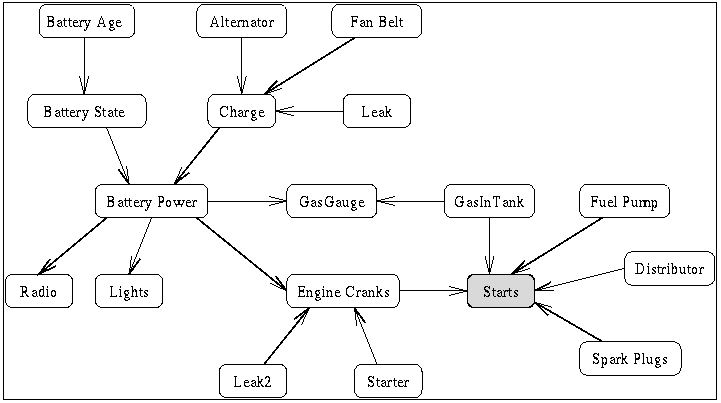 Battery Age
Alternator
Fan Belt
Battery State
Charge
Leak
Battery Power
GasGauge
GasInTank
Fuel Pump
Distributor
Radio
Lights
Engine Cranks
Starts
Spark Plugs
Leak2
Starter